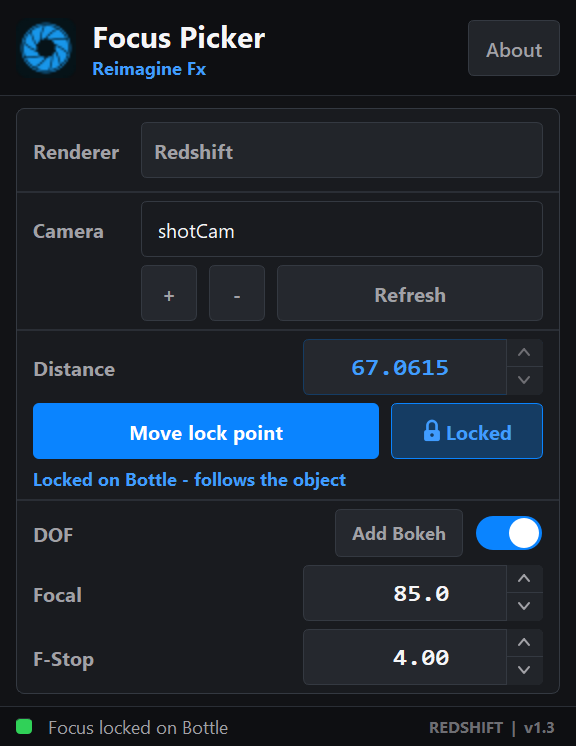 Focus Picker
Reimagine Fx
About
Renderer
Redshift
Camera
shotCam
+
-
Refresh
Distance
67.0615
Move lock point
Locked
Locked on Bottle - follows the object
DOF
Add Bokeh
Focal
85.0
F-Stop
4.00
Focus locked on Bottle
REDSHIFT | v1.3